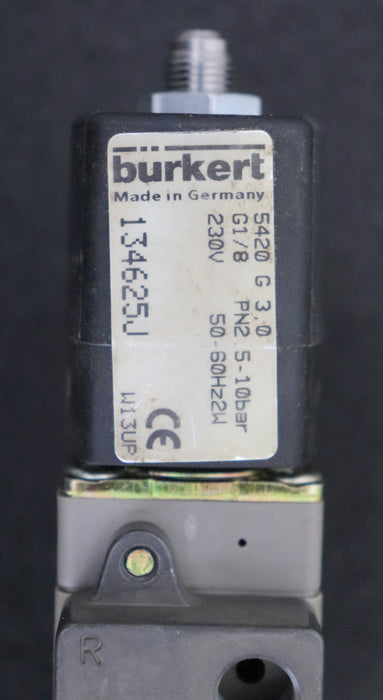 bürkert
Made in Germany
5420 G 3,0
G1/8 PN2.5-10bar
230V 50-60Hz2W
134625J W13UP
CE
R